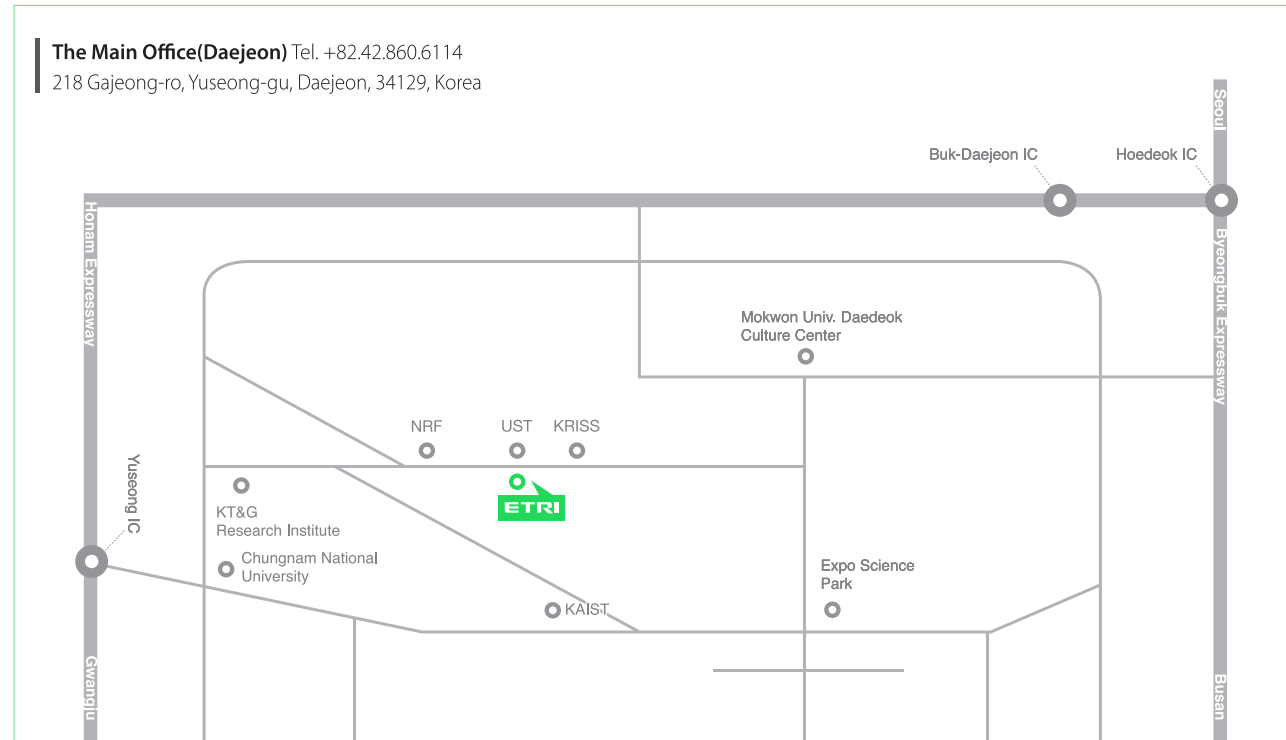 The Main Office(Daejeon) Tel. +82.42.860.6114
218 Gajeong-ro, Yuseong-gu, Daejeon, 34129, Korea
Seoul
Buk-Daejeon IC
Hoedeok IC
Honam Expressway
Byeongbuk Expressway
Mokwon Univ. Daedeok
Culture Center
NRF
UST
KRISS
Yuseong IC
ETRI
KT&G
Research Institute
Chungnam National
University
Expo Science
Park
KAIST
Gwangju
Busan